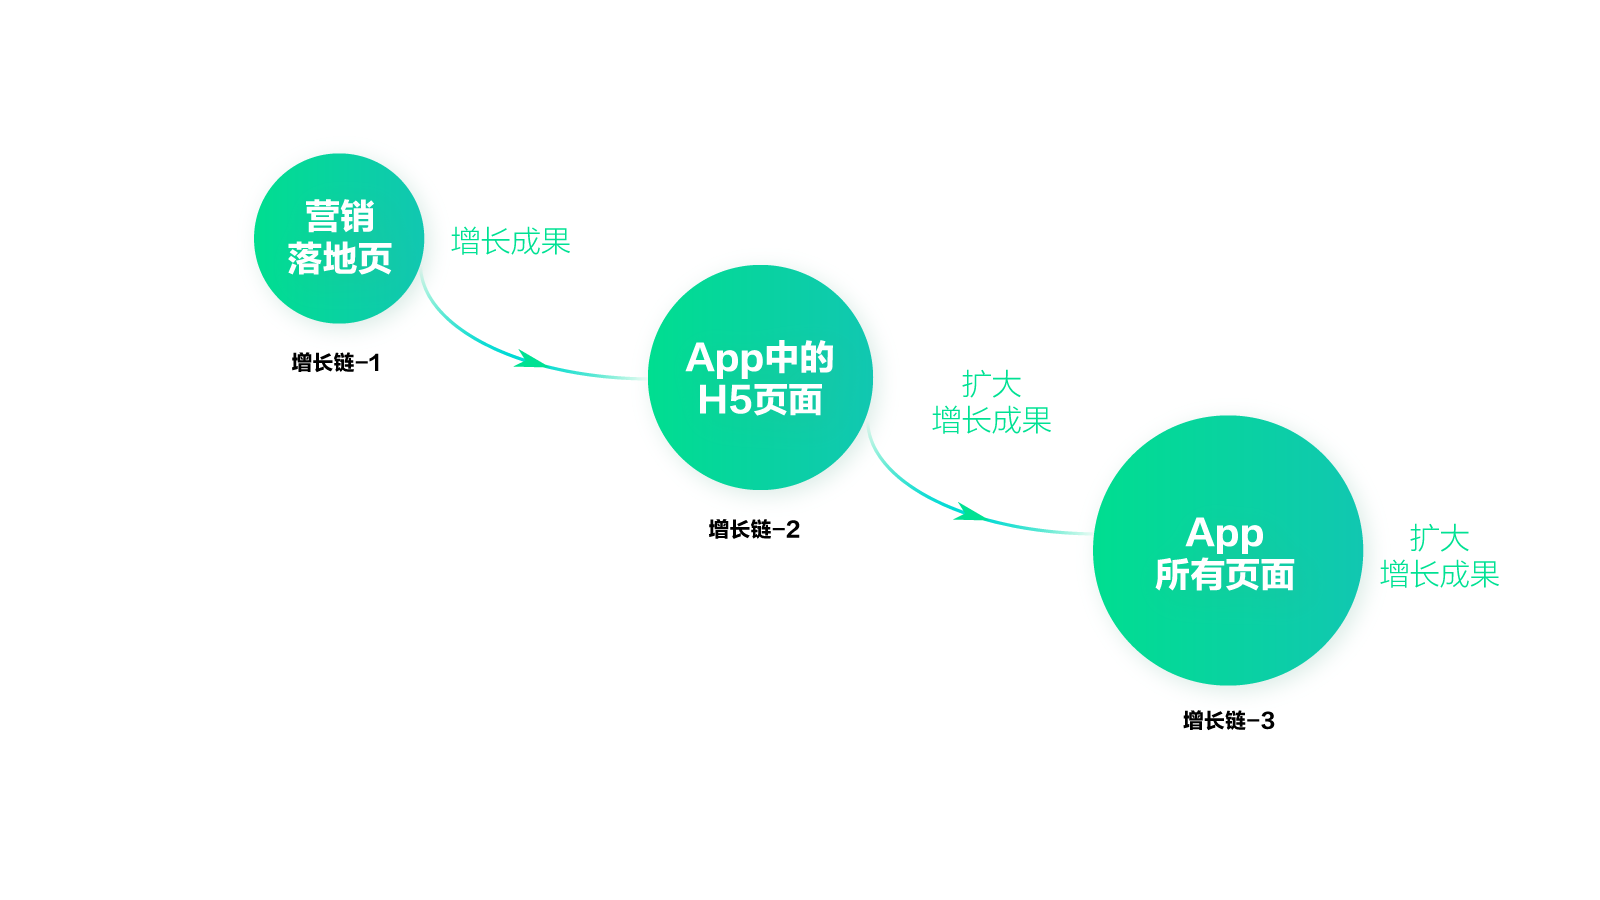 营销
落地页
增长成果
增长链-1
App中的
H5页面
扩大
增长成果
增长链-2
App
所有页面
扩大
增长成果
增长链-3